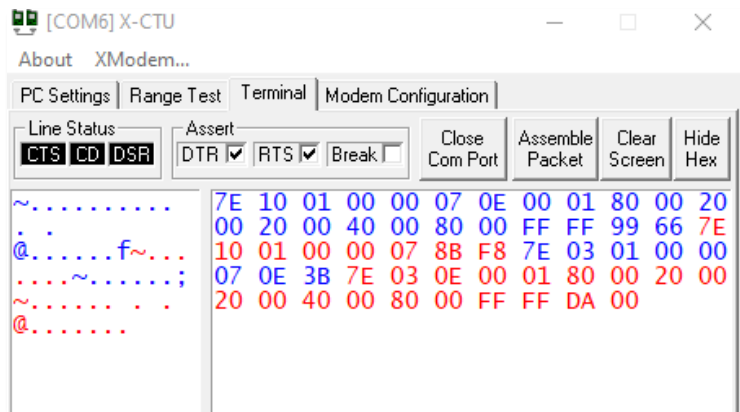 [COM6] X-CTU
About XModem...
PC Settings Range Test Terminal Modem Configuration
Line Status Assert
CTS CD DSR DTR RTS Break Close Com Port Assemble Packet Clear Screen Hide Hex
~.......... 7E 10 01 00 00 07 0E 00 01 80 00 20
. . 00 20 00 40 00 80 00 FF FF 99 66 7E
@......f~... 10 01 00 00 07 8B F8 7E 03 01 00 00
....~......; 07 0E 3B 7E 03 0E 00 01 80 00 20 00
~...... . . 20 00 40 00 80 00 FF FF DA 00
@.......